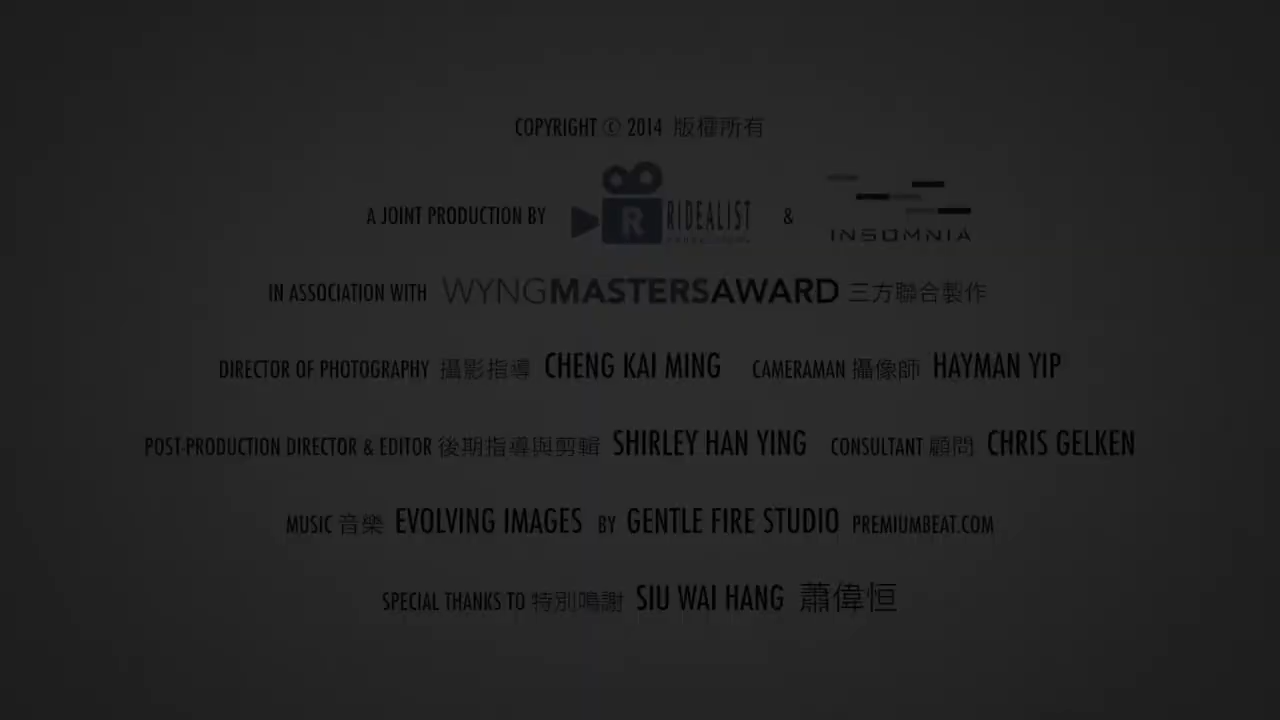 COPYRIGHT © 2014 版權所有
A JOINT PRODUCTION BY R RIDEALIST PRODUCTIONS & INSOMNIA
IN ASSOCIATION WITH WYNGMASTERSAWARD 三方聯合製作
DIRECTOR OF PHOTOGRAPHY 攝影指導 CHENG KAI MING CAMERAMAN 攝像師 HAYMAN YIP
POST-PRODUCTION DIRECTOR & EDITOR 後期指導與剪輯 SHIRLEY HAN YING CONSULTANT 顧問 CHRIS GELKEN
MUSIC 音樂 EVOLVING IMAGES BY GENTLE FIRE STUDIO PREMIUMBEAT.COM
SPECIAL THANKS TO 特別鳴謝 SIU WAI HANG 蕭偉恒